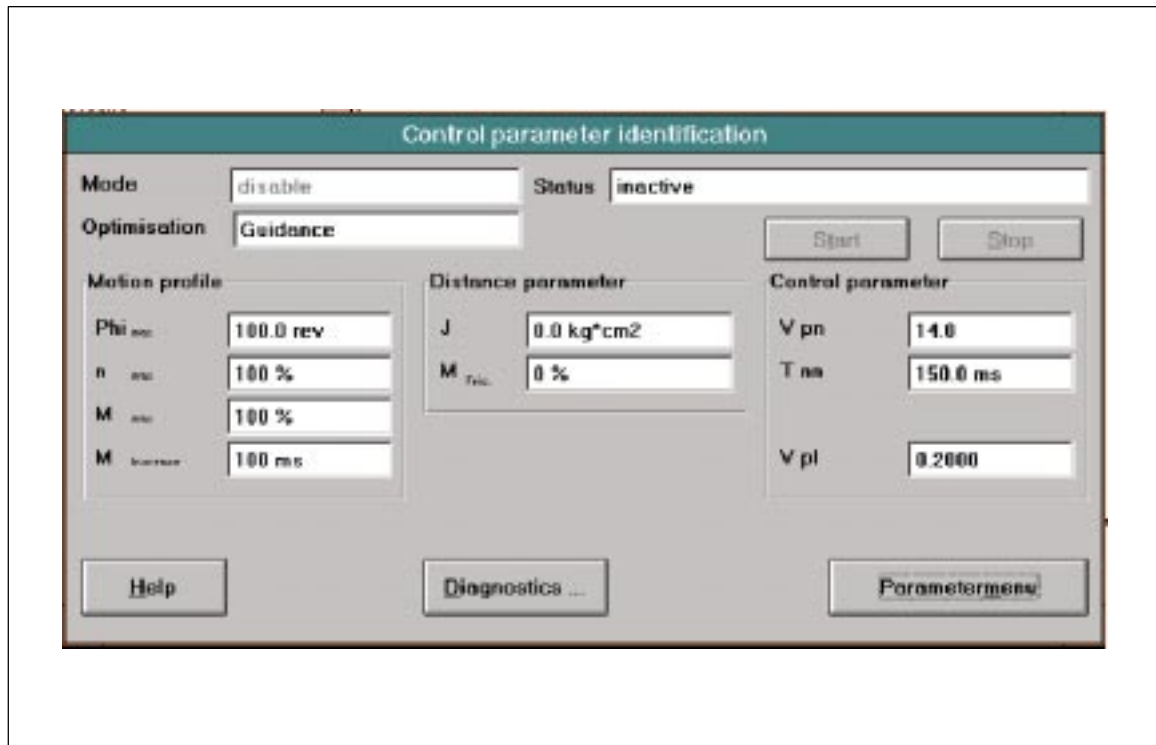 Control parameter identification
Mode disable Status inactive
Optimisation Guidance
Start Stop
Motion profile Distance parameter Control parameter
Phi 100.0 rev J 0.0 kg*cm2 V pn 14.0
n 100 % M 0 % T nn 150.0 ms
M 100 %
M 100 ms V pl 0.2000
Help Diagnostics ... Parametermenu